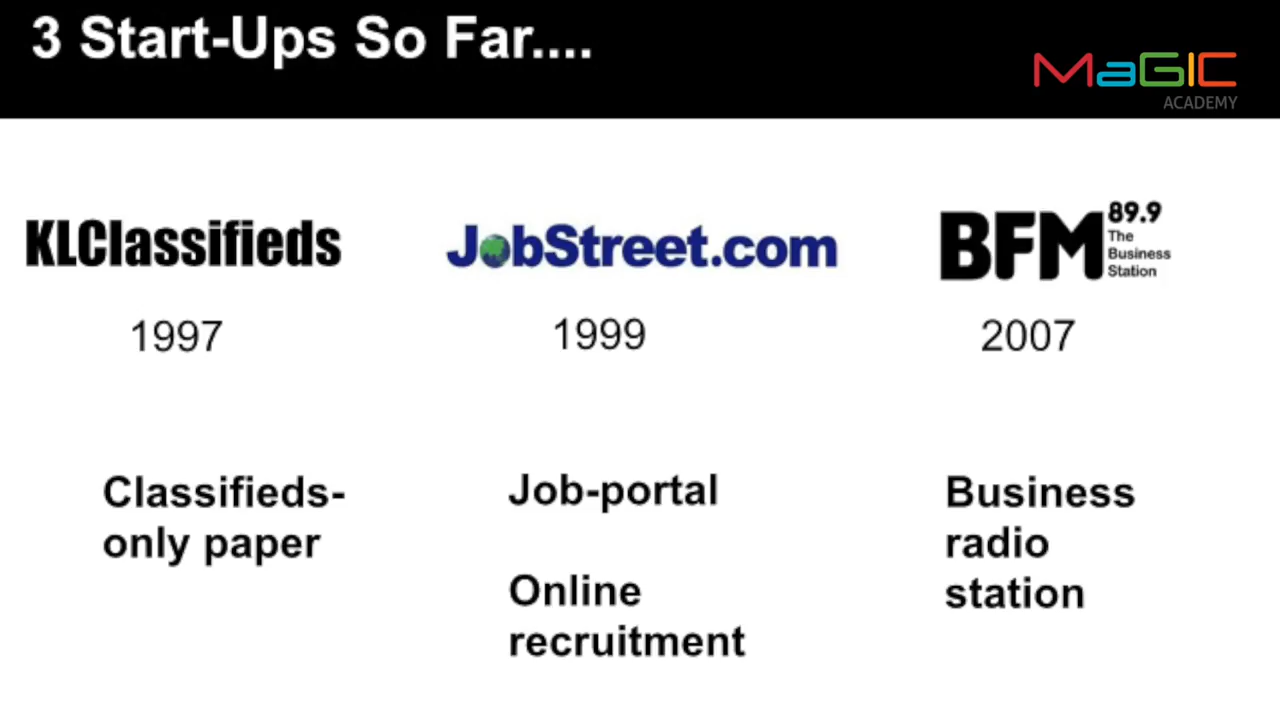 3 Start-Ups So Far....
MaGIC
ACADEMY
KLClassifieds
JobStreet.com
BFM 89.9
The
Business
Station
1997
1999
2007
Classifieds-
only paper
Job-portal
Online
recruitment
Business
radio
station